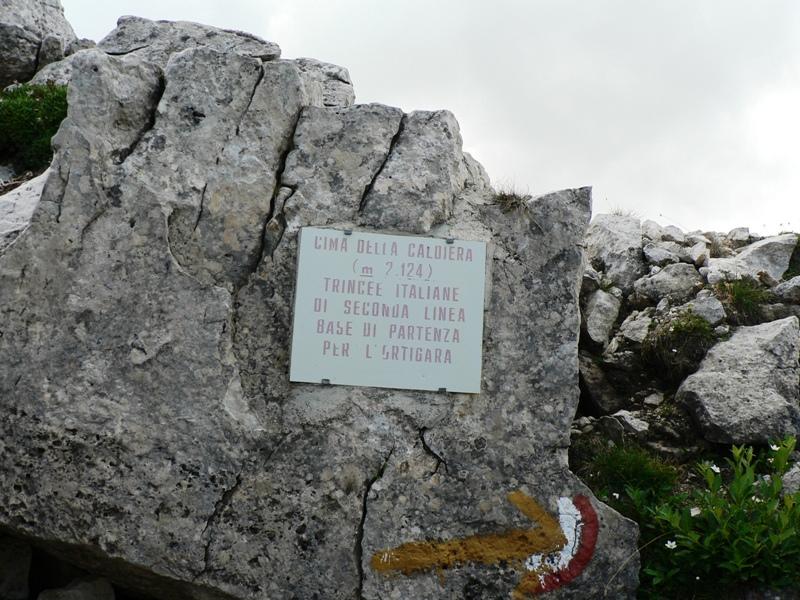 CIMA DELLA CALDIERA
(m 2.124)
TRINCEE ITALIANE
DI SECONDA LINEA
BASE DI PARTENZA
PER L'ORTIGARA